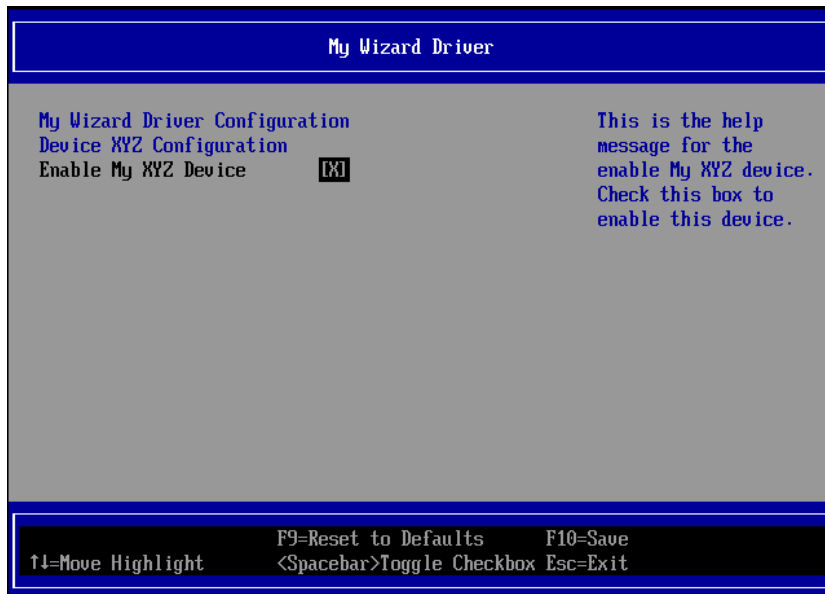 My Wizard Driver
My Wizard Driver Configuration
Device XYZ Configuration
Enable My XYZ Device [X]
This is the help
message for the
enable My XYZ device.
Check this box to
enable this device.
F9=Reset to Defaults F10=Save
↑↓=Move Highlight <Spacebar>Toggle Checkbox Esc=Exit